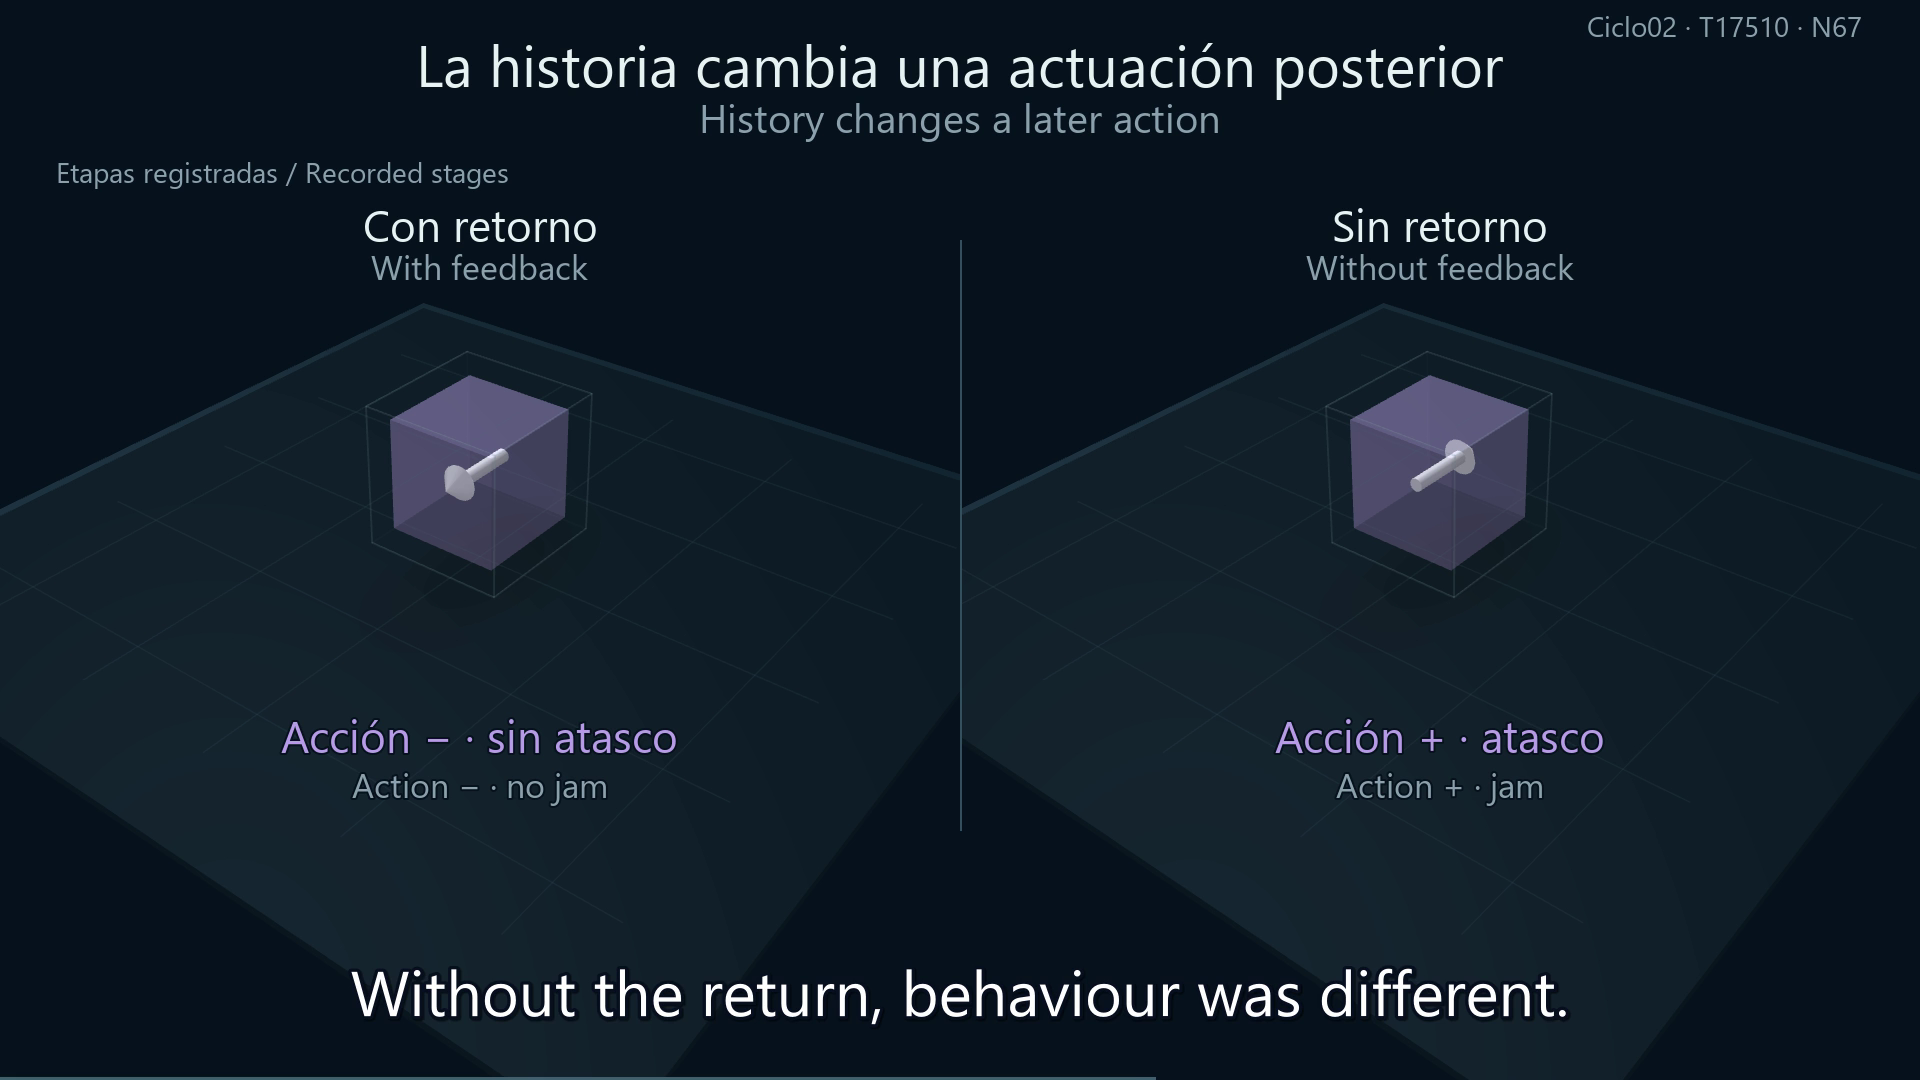 Ciclo02 · T17510 · N67
La historia cambia una actuación posterior
History changes a later action
Etapas registradas / Recorded stages
Con retorno
With feedback
Sin retorno
Without feedback
Acción − · sin atasco
Action − · no jam
Acción + · atasco
Action + · jam
Without the return, behaviour was different.